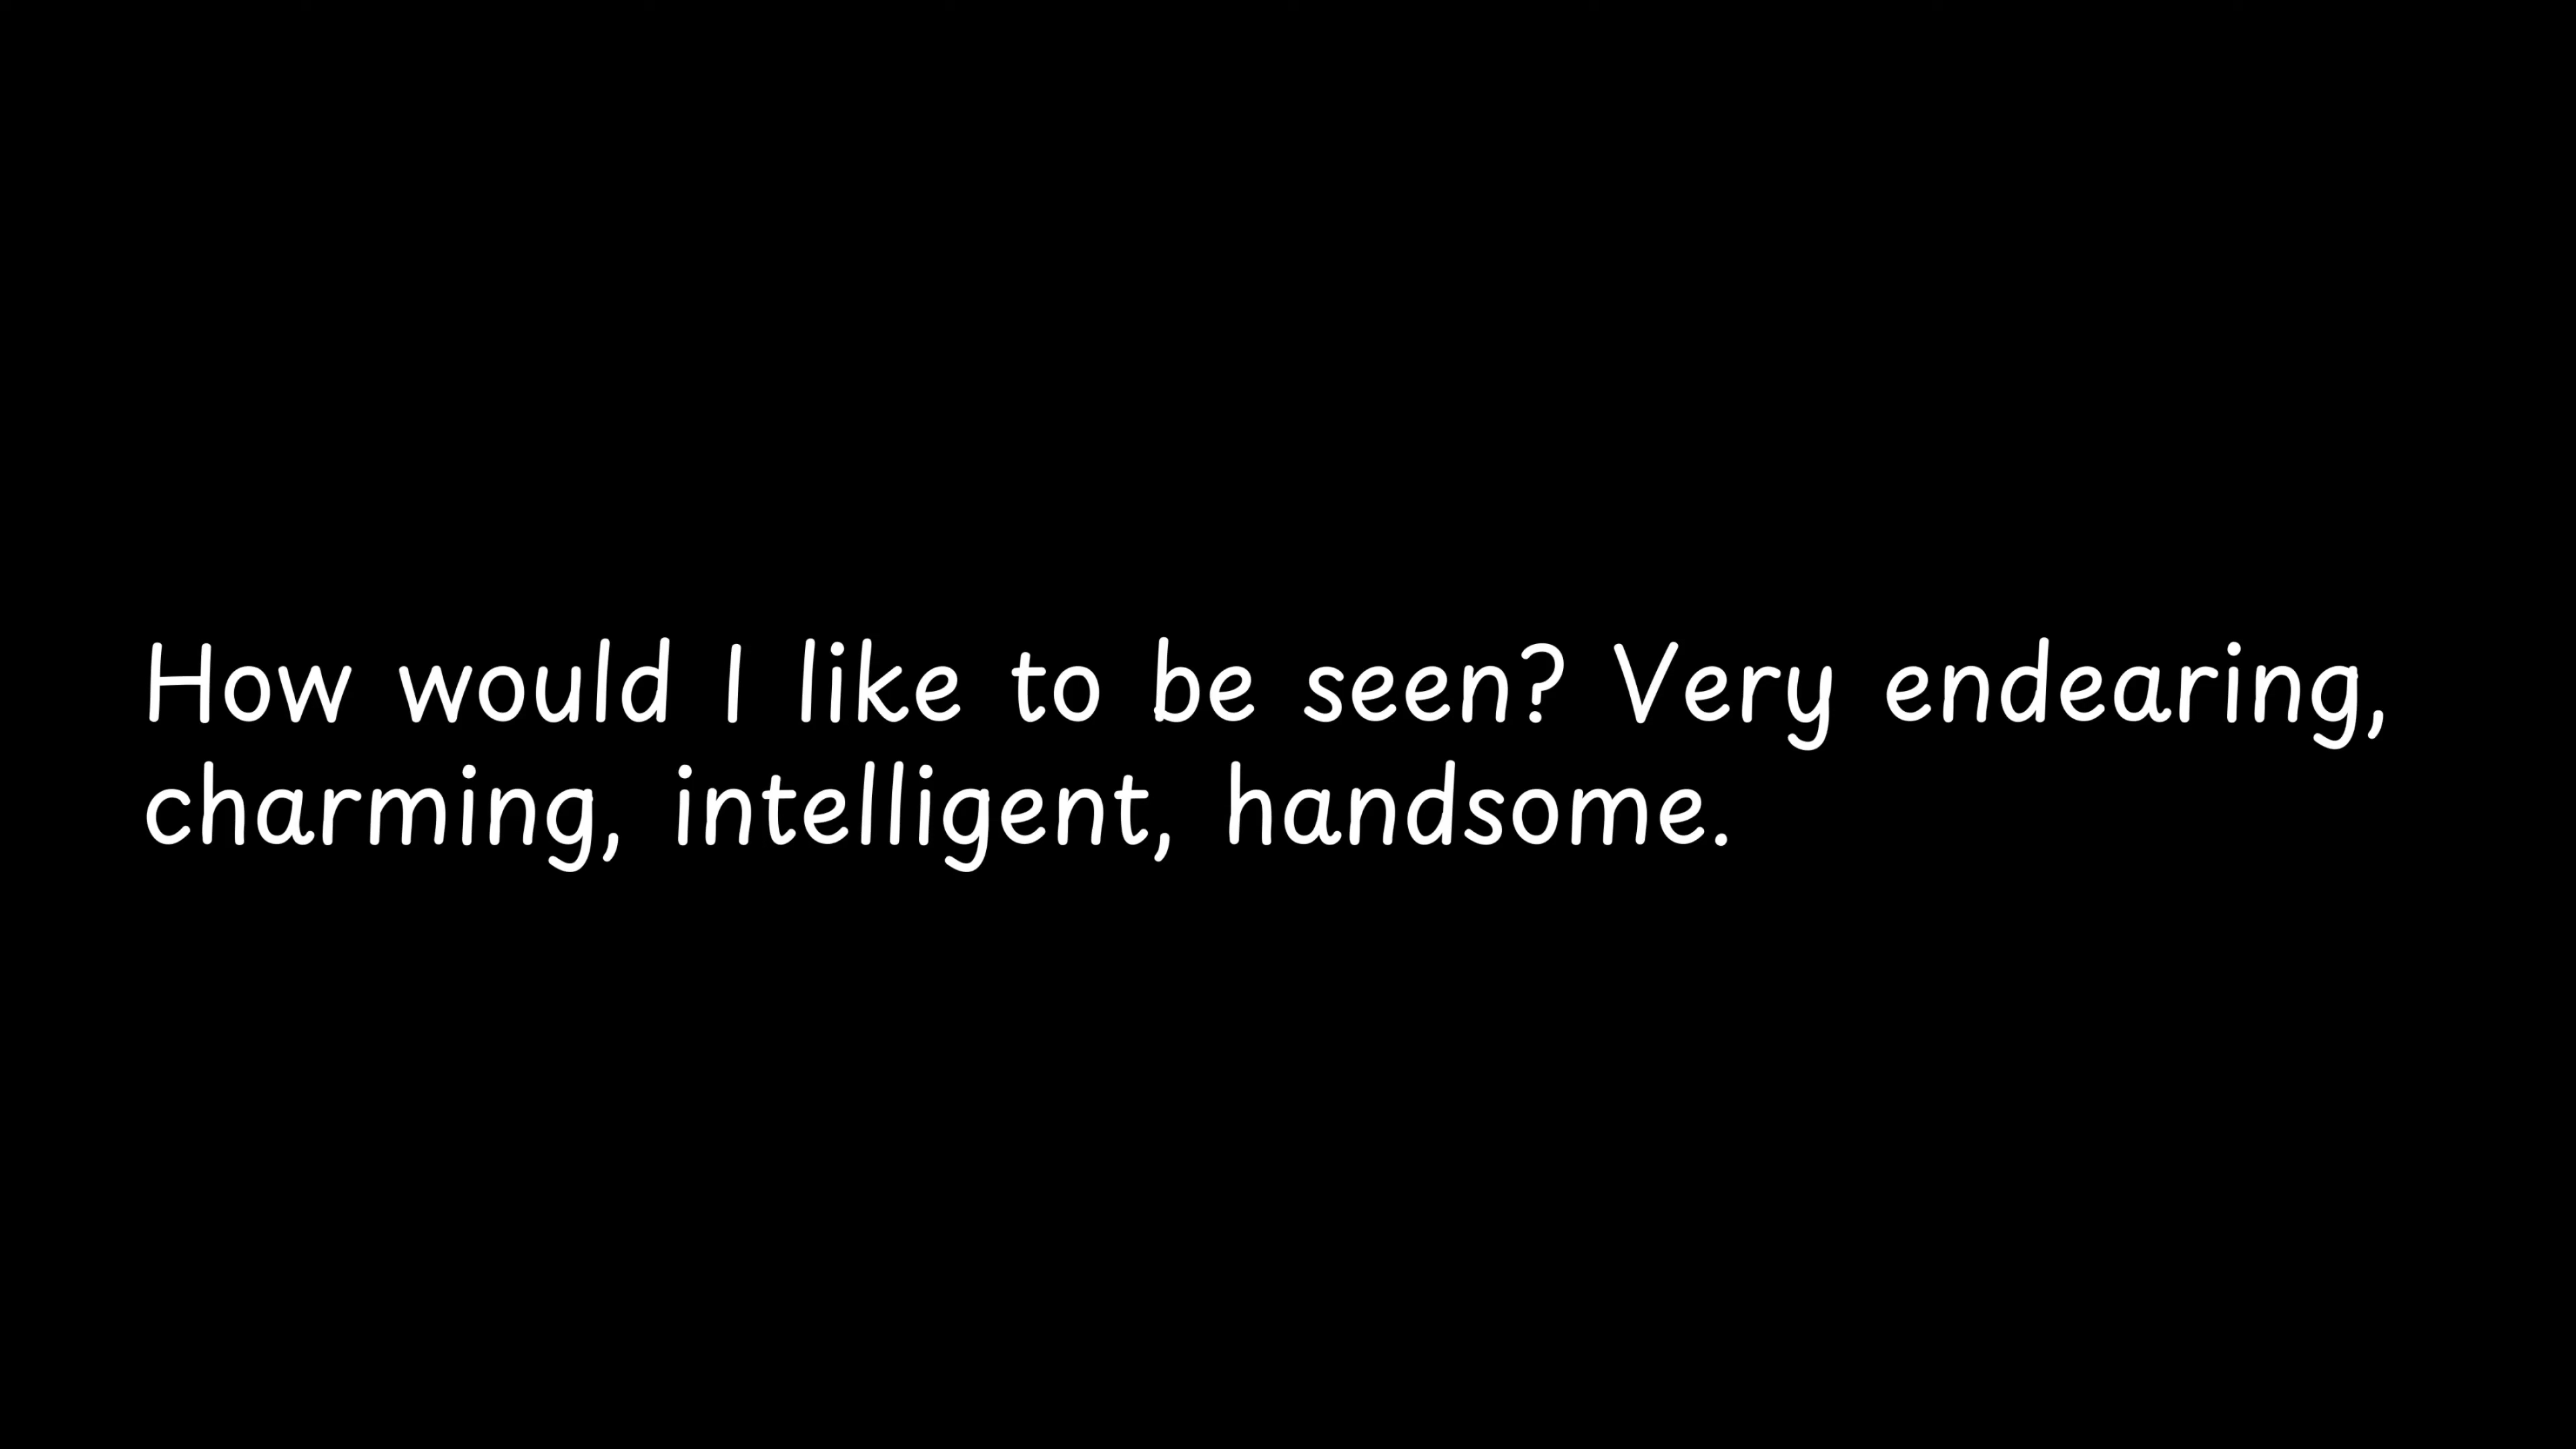 How would I like to be seen? Very endearing,
charming, intelligent, handsome.